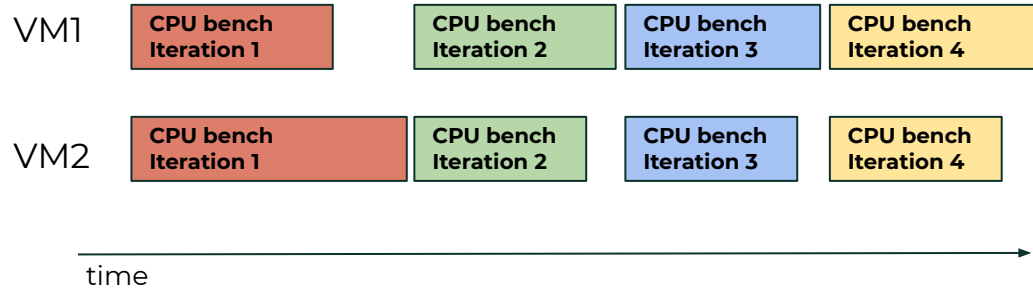 VM1
CPU bench
Iteration 1
CPU bench
Iteration 2
CPU bench
Iteration 3
CPU bench
Iteration 4
VM2
CPU bench
Iteration 1
CPU bench
Iteration 2
CPU bench
Iteration 3
CPU bench
Iteration 4
time